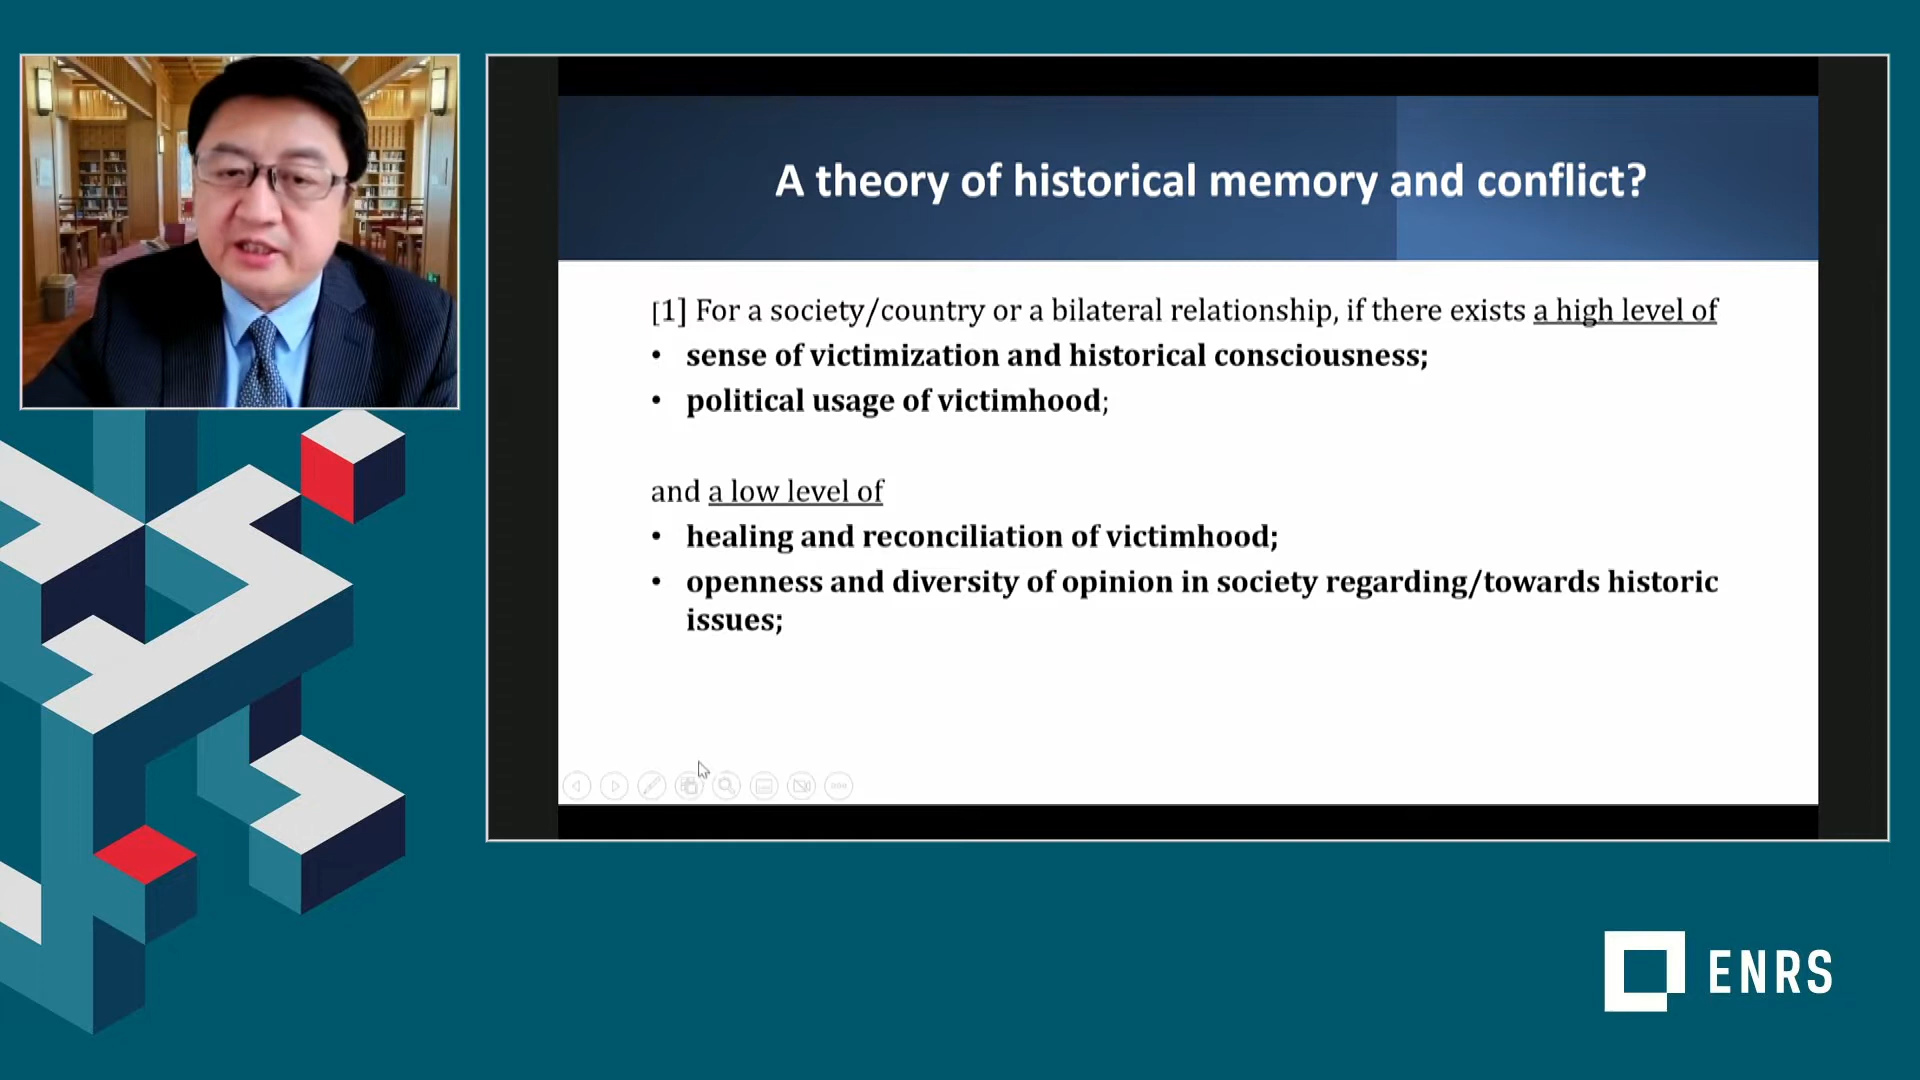 A theory of historical memory and conflict?
[1] For a society/country or a bilateral relationship, if there exists a high level of
• sense of victimization and historical consciousness;
• political usage of victimhood;
and a low level of
• healing and reconciliation of victimhood;
• openness and diversity of opinion in society regarding/towards historic
issues;
ENRS